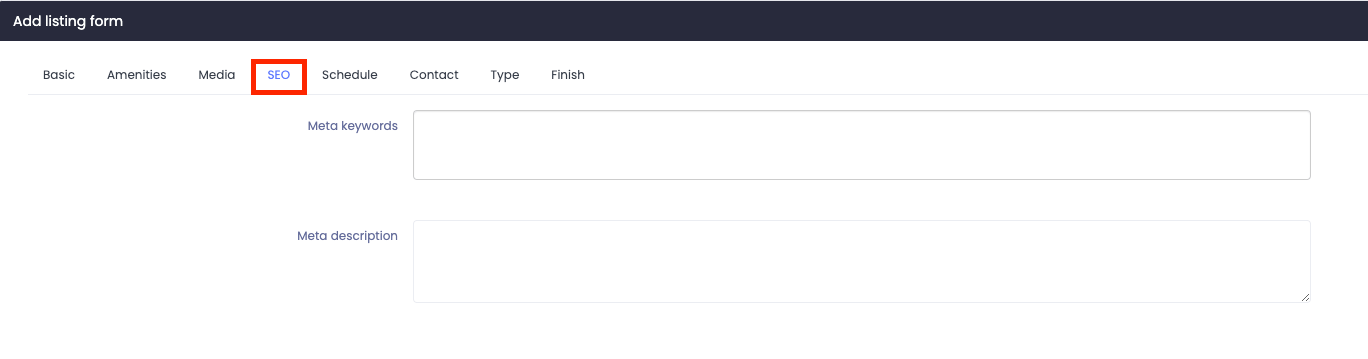 Add listing form
Basic Amenities Media SEO Schedule Contact Type Finish
Meta keywords
Meta description